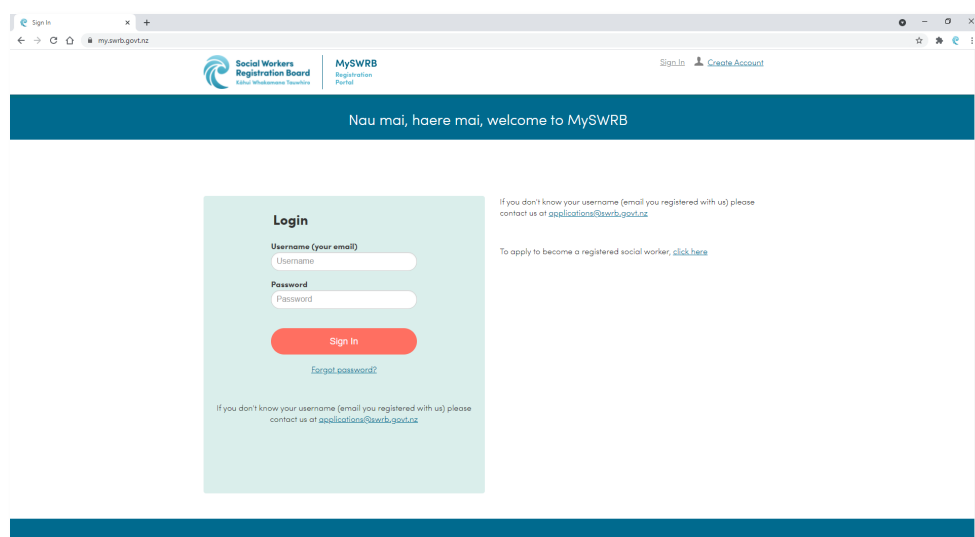 Sign In
my.swrb.govt.nz
Social Workers
Registration Board
Kāhui Whakamana Tauwhiro
MySWRB
Registration
Portal
Sign In
Create Account
Nau mai, haere mai, welcome to MySWRB
Login
Username (your email)
Username
Password
Password
Sign In
Forgot password?
If you don't know your username (email you registered with us) please
contact us at applications@swrb.govt.nz
If you don't know your username (email you registered with us) please
contact us at applications@swrb.govt.nz
To apply to become a registered social worker, click here